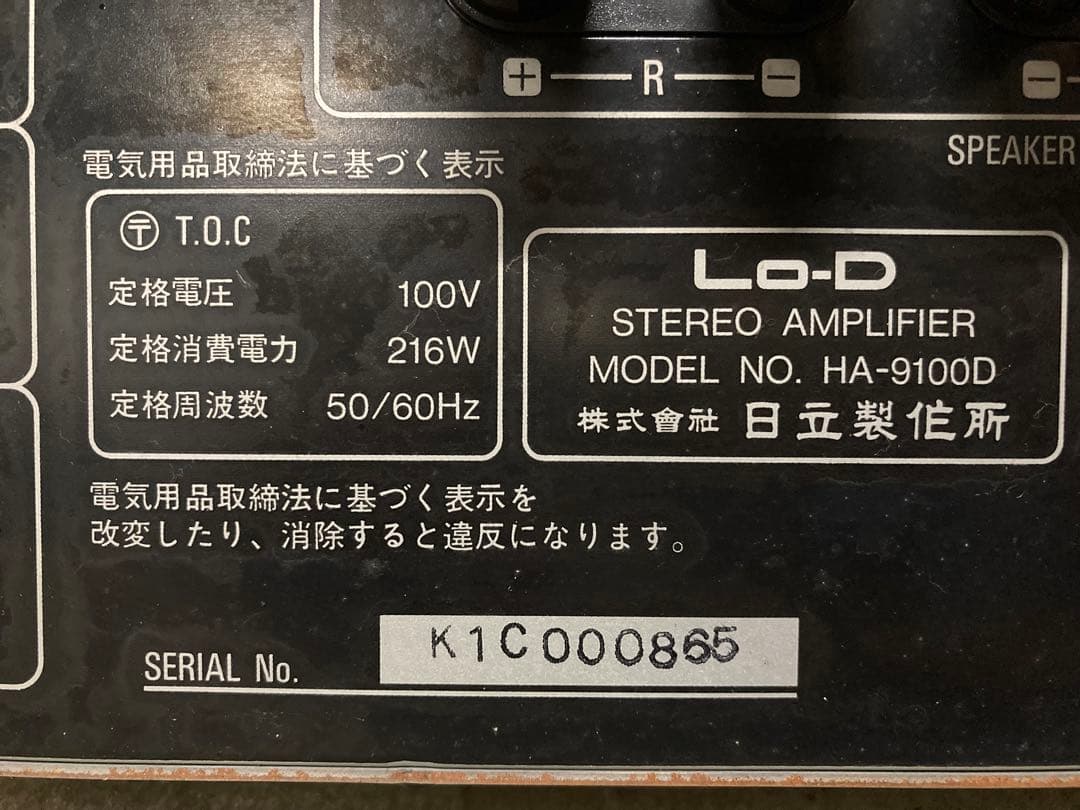 + R − −
SPEAKER
電気用品取締法に基づく表示
〒 T.O.C
定格電圧 100V
定格消費電力 216W
定格周波数 50/60Hz
Lo-D
STEREO AMPLIFIER
MODEL NO. HA-9100D
株式會社 日立製作所
電気用品取締法に基づく表示を
改変したり、消除すると違反になります。
SERIAL No. K1C000865